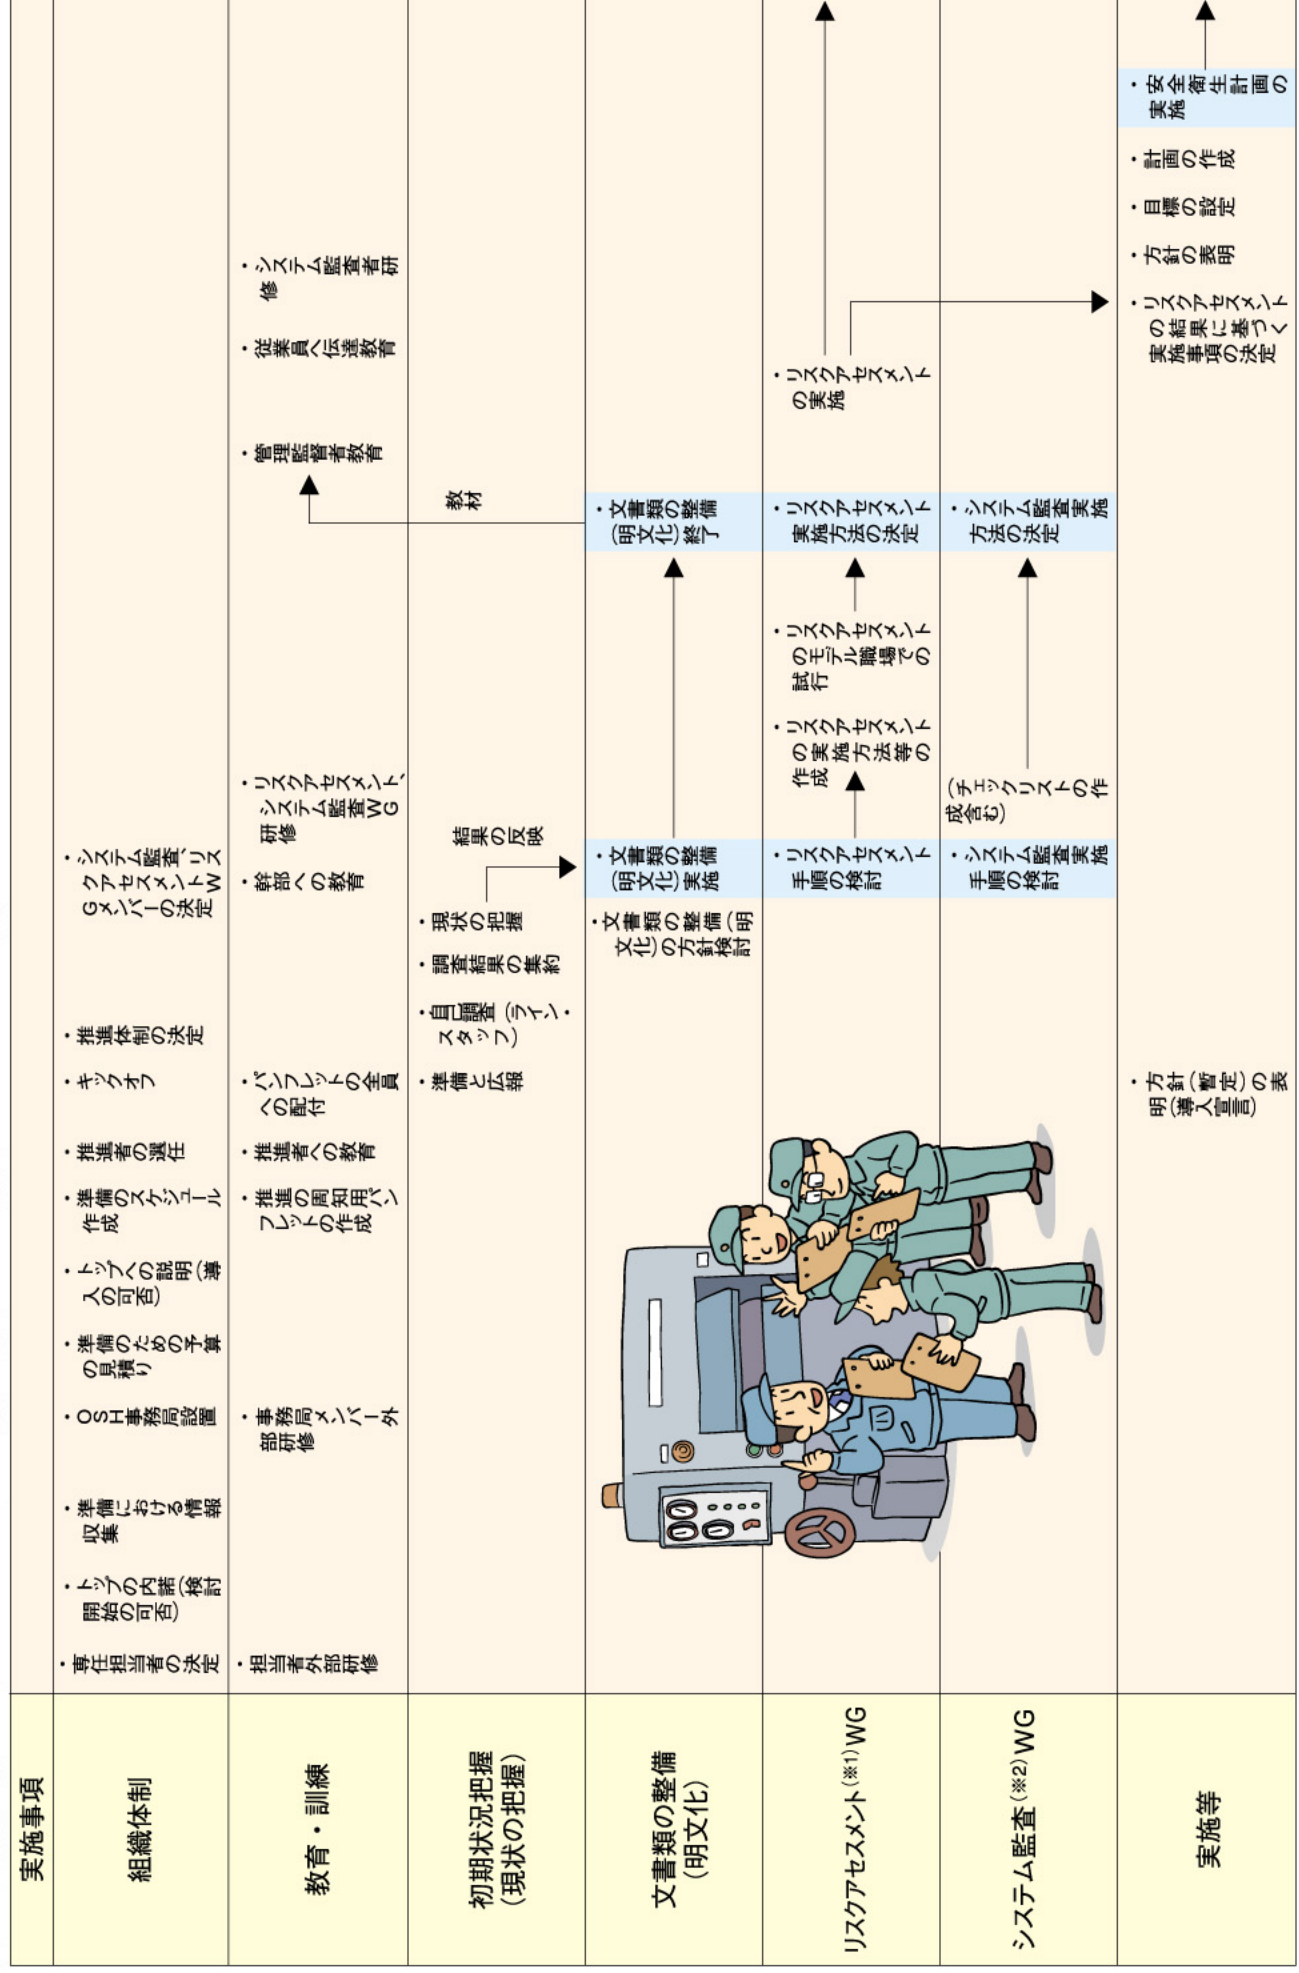 実施事項
組織体制
・専任担当者の決定
・トップの内諾(検討
開始の可否)
・準備における情報
収集
・OSH事務局設置
・準備のための予算
の見積り
・トップへの説明(導
入の可否)
・準備のスケジュール
作成
・推進者の選任
・キックオフ
・推進体制の決定
・システム監査、リス
クアセスメントW
Gメンバーの決定
教育・訓練
・担当者外部研修
・事務局メンバー外
部研修
・推進の周知用パン
フレットの作成
・推進者への教育
・パンフレットの全員
への配付
・幹部への教育
・リスクアセスメント、
システム監査WG
研修
・管理監督者教育
・従業員へ伝達教育
・システム監査者研
修
初期状況把握
(現状の把握)
・準備と広報
・自己調査(ライン・
スタッフ)
・調査結果の集約
・現状の把握
結果の反映
教材
文書類の整備
(明文化)
・文書類の整備(明
文化)の方針検討
・文書類の整備
(明文化)実施
・文書類の整備
(明文化)終了
リスクアセスメント(※1)WG
・リスクアセスメント
手順の検討
・リスクアセスメント
の実施方法等の
作成
・リスクアセスメント
のモデル職場での
試行
・リスクアセスメント
実施方法の決定
・リスクアセスメント
の実施
システム監査(※2)WG
・システム監査実施
手順の検討
(チェックリストの作
成含む)
・システム監査実施
方法の決定
実施等
・方針(暫定)の表
明(導入宣言)
・リスクアセスメント
の結果に基づく
実施事項の決定
・方針の表明
・目標の設定
・計画の作成
・安全衛生計画の
実施